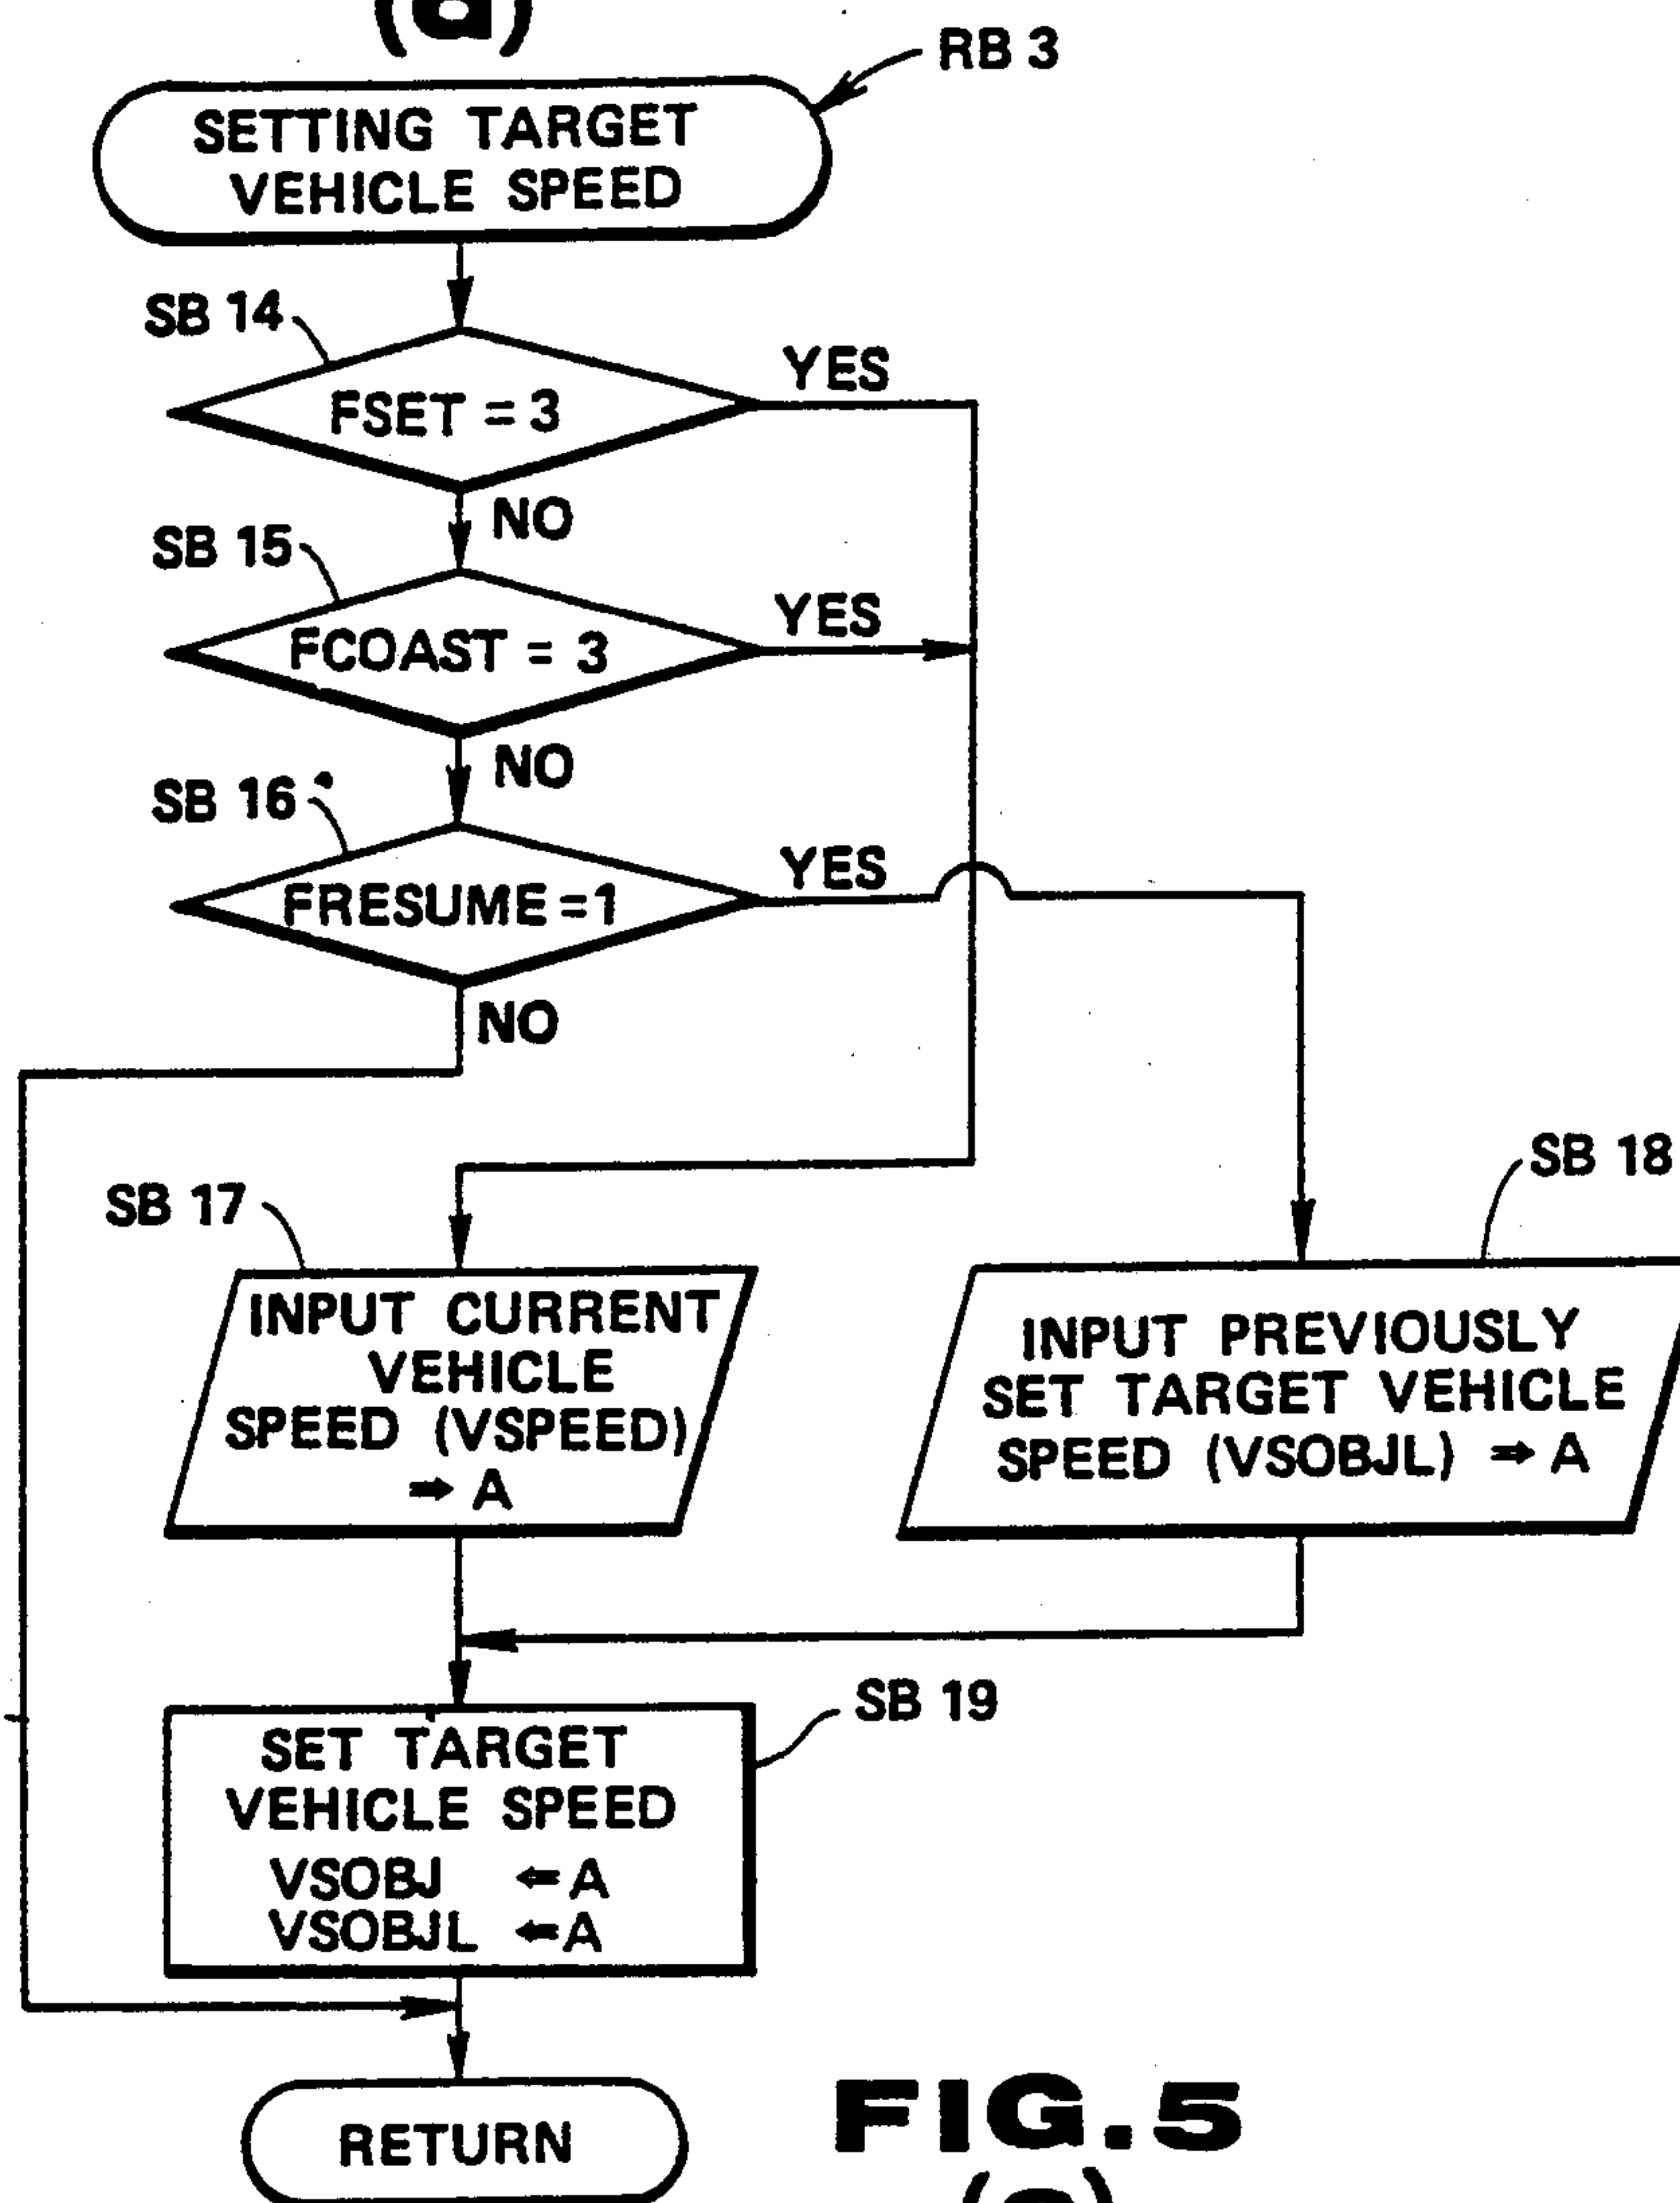 (d)
RB 3
SETTING TARGET
VEHICLE SPEED
SB 14
FSET = 3
YES
NO
SB 15
FCOAST = 3
YES
NO
SB 16
FRESUME =1
YES
NO
SB 17
INPUT CURRENT
VEHICLE
SPEED (VSPEED)
⇒ A
SB 18
INPUT PREVIOUSLY
SET TARGET VEHICLE
SPEED (VSOBJL) ⇒ A
SB 19
SET TARGET
VEHICLE SPEED
VSOBJ ⇐ A
VSOBJL ⇐ A
RETURN
FIG.5